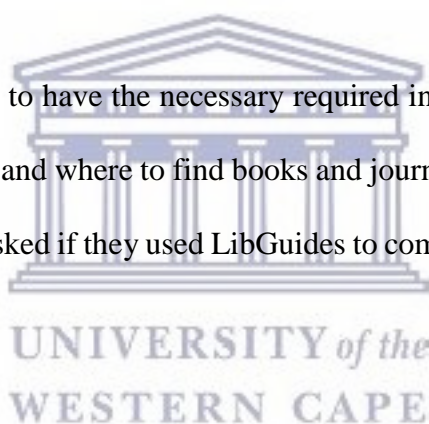 to have the necessary required in
and where to find books and journ
sked if they used LibGuides to com
UNIVERSITY of the
WESTERN CAPE